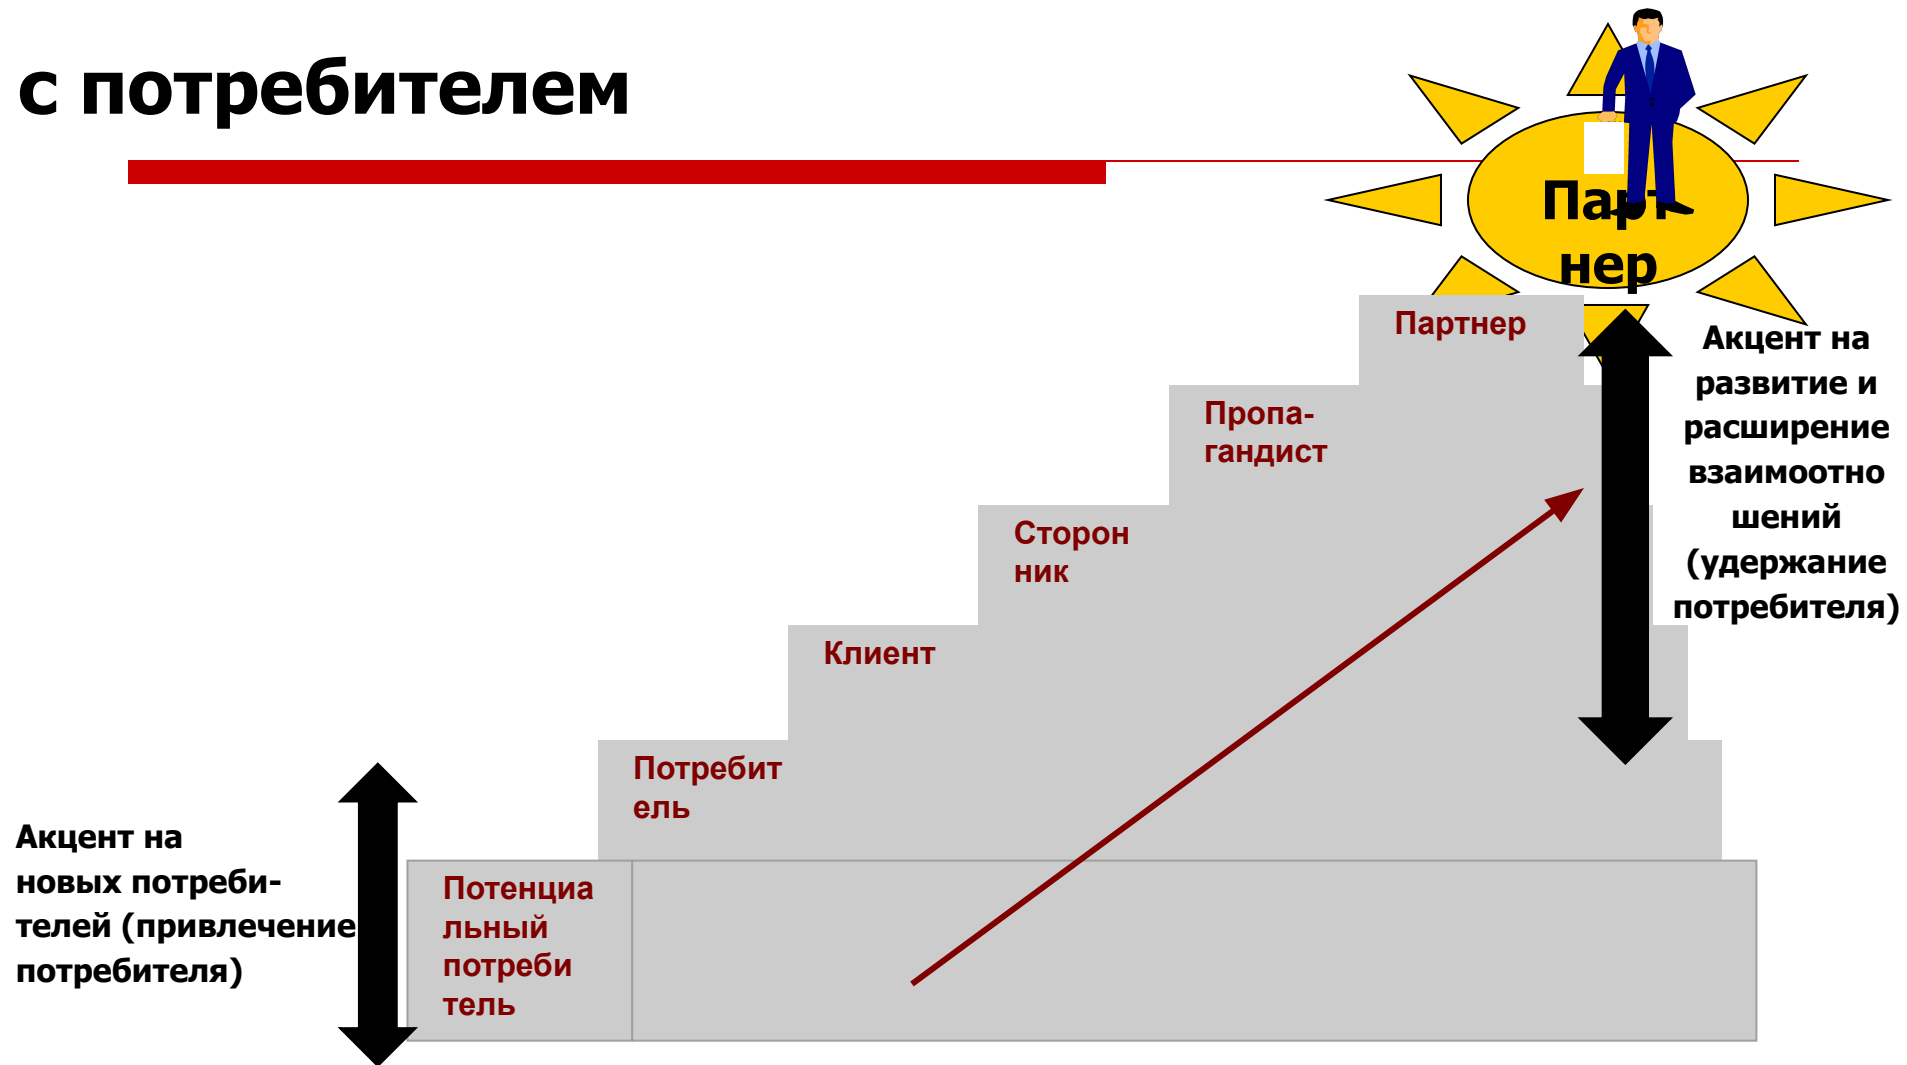 с потребителем
Парт
нер
Партнер
Акцент на
развитие и
расширение
взаимоотно
шений
(удержание
потребителя)
Пропа-
гандист
Сторон
ник
Клиент
Потребит
ель
Акцент на
новых потреби-
телей (привлечение
потребителя)
Потенциа
льный
потреби
тель